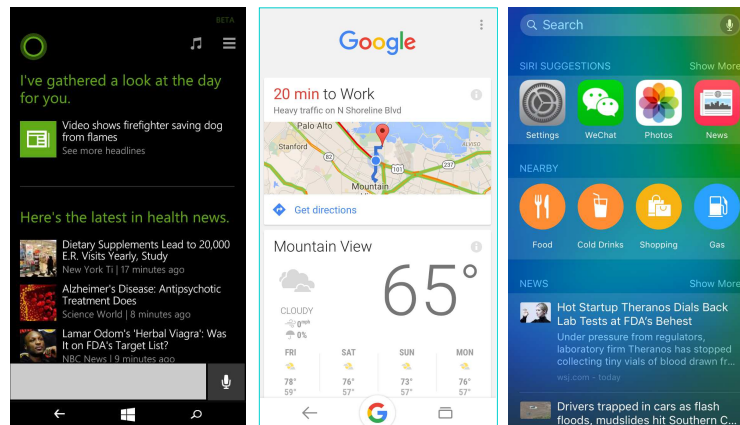 BETA
I've gathered a look at the day
for you.
Video shows firefighter saving dog
from flames
See more headlines
Here's the latest in health news.
Dietary Supplements Lead to 20,000
E.R. Visits Yearly, Study
New York Ti | 17 minutes ago
Alzheimer's Disease: Antipsychotic
Treatment Does
Science World | 8 minutes ago
Lamar Odom's 'Herbal Viagra': Was
It on FDA's Target List?
NBC News | 9 minutes ago
Google
20 min to Work
Heavy traffic on N Shoreline Blvd
Palo Alto
Stanford
82
101
237
ALVISO
Mountain
Get directions
Mountain View
65°
CLOUDY
0mph
0%
FRI SAT SUN MON
78° 76° 73° 76°
59° 57° 57° 57°
G
Search
SIRI SUGGESTIONS Show More
Settings WeChat Photos News
NEARBY
Food Cold Drinks Shopping Gas
NEWS Show More
Hot Startup Theranos Dials Back
Lab Tests at FDA's Behest
Under pressure from regulators,
laboratory firm Theranos has stopped
collecting tiny vials of blood drawn fr...
wsj.com - today
Drivers trapped in cars as flash
floods, mudslides hit Southern C...